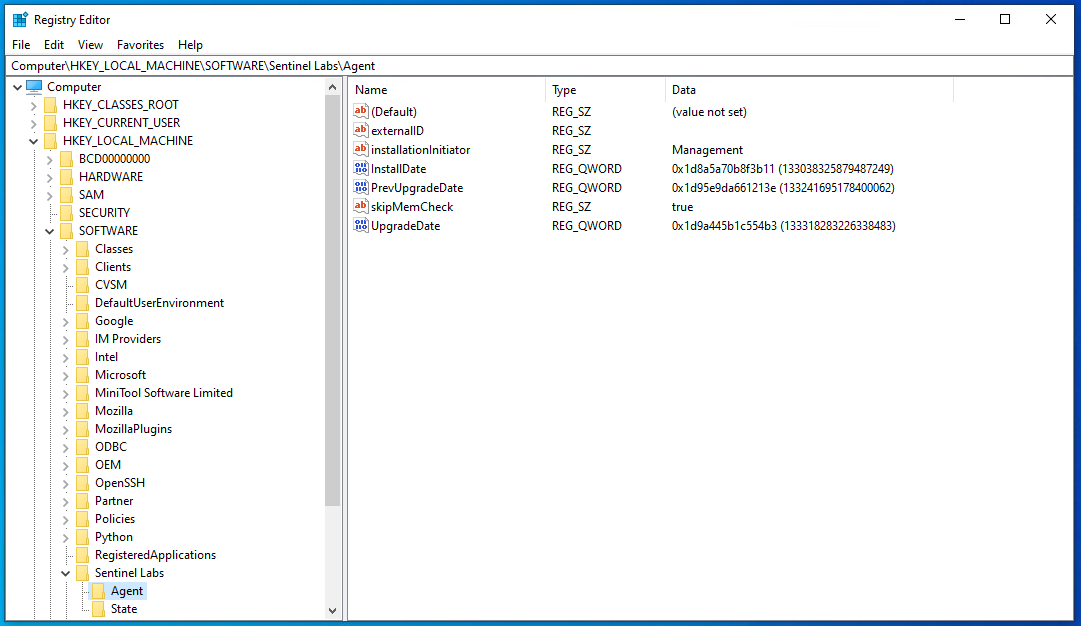 Registry Editor
File Edit View Favorites Help
Computer\HKEY_LOCAL_MACHINE\SOFTWARE\Sentinel Labs\Agent
Computer
HKEY_CLASSES_ROOT
HKEY_CURRENT_USER
HKEY_LOCAL_MACHINE
BCD00000000
HARDWARE
SAM
SECURITY
SOFTWARE
Classes
Clients
CVSM
DefaultUserEnvironment
Google
IM Providers
Intel
Microsoft
MiniTool Software Limited
Mozilla
MozillaPlugins
ODBC
OEM
OpenSSH
Partner
Policies
Python
RegisteredApplications
Sentinel Labs
Agent
State
Name Type Data
(Default) REG_SZ (value not set)
externalID REG_SZ
installationInitiator REG_SZ Management
InstallDate REG_QWORD 0x1d8a5a70b8f3b11 (133038325879487249)
PrevUpgradeDate REG_QWORD 0x1d95e9da661213e (133241695178400062)
skipMemCheck REG_SZ true
UpgradeDate REG_QWORD 0x1d9a445b1c554b3 (133318283226338483)